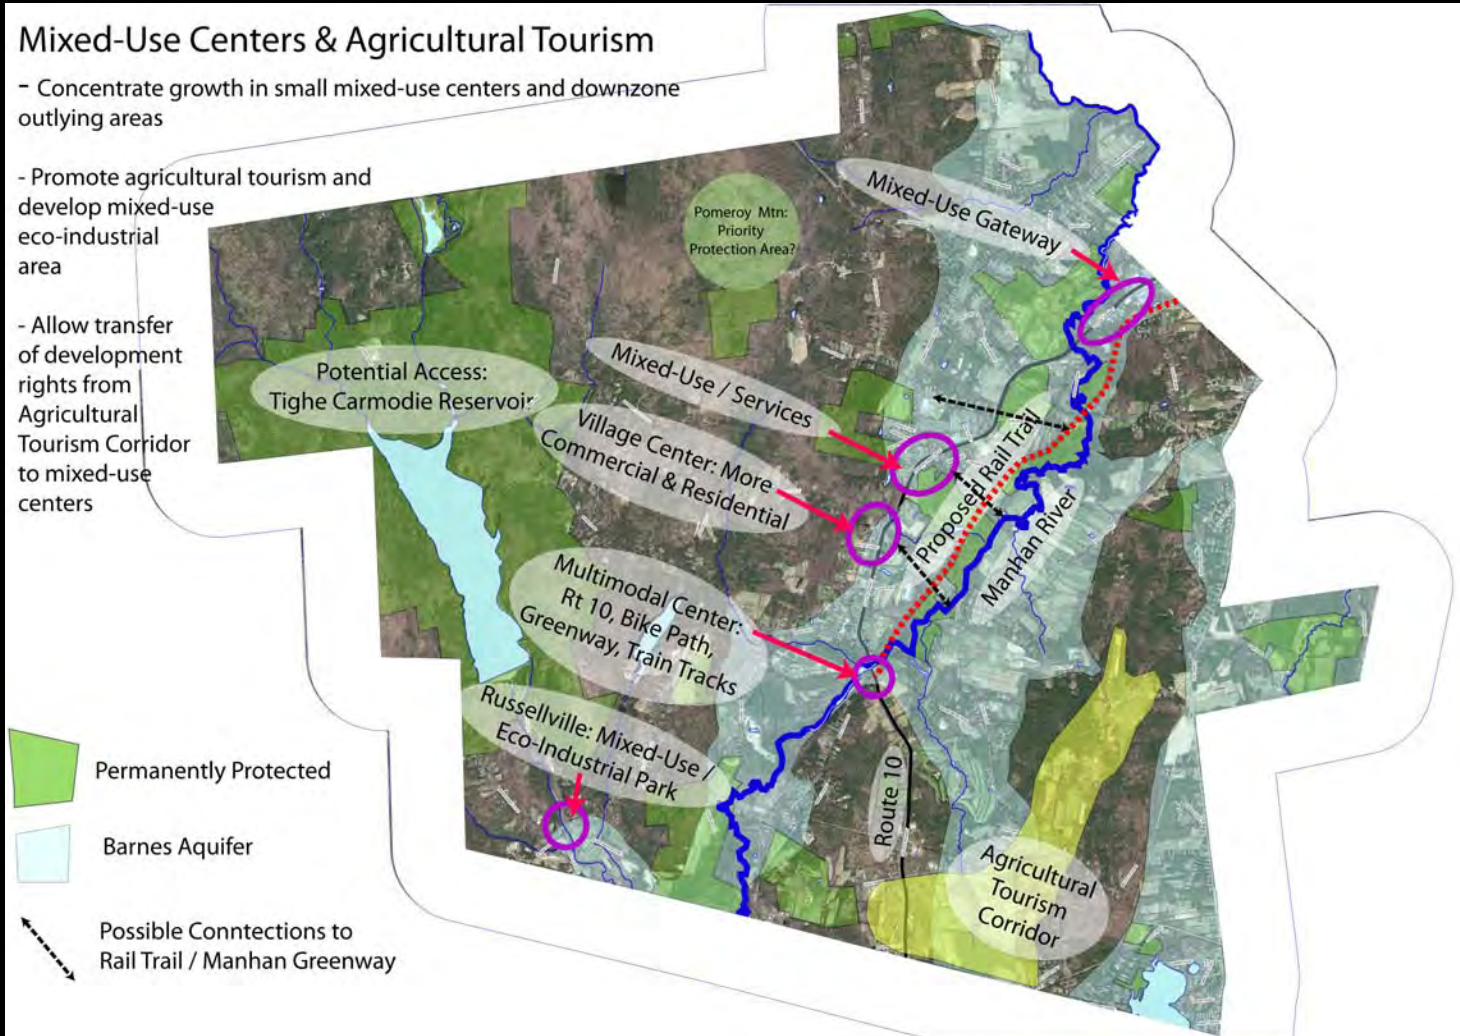 Mixed-Use Centers & Agricultural Tourism
- Concentrate growth in small mixed-use centers and downzone
outlying areas
- Promote agricultural tourism and
develop mixed-use
eco-industrial
area
- Allow transfer
of development
rights from
Agricultural
Tourism Corridor
to mixed-use
centers
Mixed-Use Gateway
Pomeroy Mtn:
Priority
Protection Area?
Potential Access:
Tighe Carmodie Reservoir
Mixed-Use / Services
Village Center: More
Commercial & Residential
Proposed Rail Trail
Manhan River
Multimodal Center:
Rt 10, Bike Path,
Greenway, Train Tracks
Russellville: Mixed-Use /
Eco-Industrial Park
Route 10
Agricultural
Tourism
Corridor
Permanently Protected
Barnes Aquifer
Possible Conntections to
Rail Trail / Manhan Greenway